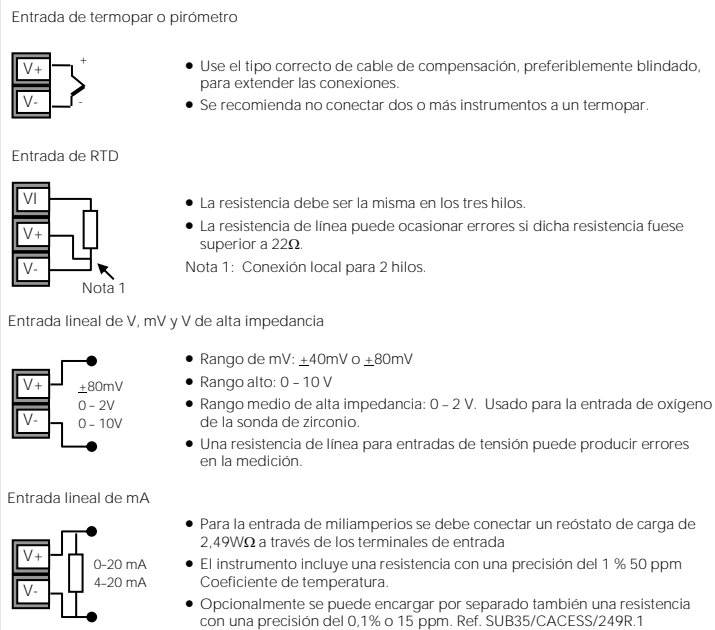 Entrada de termopar o pirómetro
V+
V-
+
-
● Use el tipo correcto de cable de compensación, preferiblemente blindado,
para extender las conexiones.
● Se recomienda no conectar dos o más instrumentos a un termopar.
Entrada de RTD
VI
V+
V-
Nota 1
● La resistencia debe ser la misma en los tres hilos.
● La resistencia de línea puede ocasionar errores si dicha resistencia fuese
superior a 22Ω.
Nota 1: Conexión local para 2 hilos.
Entrada lineal de V, mV y V de alta impedancia
V+
V-
±80mV
0 – 2V
0 – 10V
● Rango de mV: ±40mV o ±80mV
● Rango alto: 0 – 10 V
● Rango medio de alta impedancia: 0 – 2 V. Usado para la entrada de oxígeno
de la sonda de zirconio.
● Una resistencia de línea para entradas de tensión puede producir errores
en la medición.
Entrada lineal de mA
V+
V-
0–20 mA
4–20 mA
● Para la entrada de miliamperios se debe conectar un reóstato de carga de
2,49WΩ a través de los terminales de entrada
● El instrumento incluye una resistencia con una precisión del 1 % 50 ppm
Coeficiente de temperatura.
● Opcionalmente se puede encargar por separado también una resistencia
con una precisión del 0,1% o 15 ppm. Ref. SUB35/CACESS/249R.1